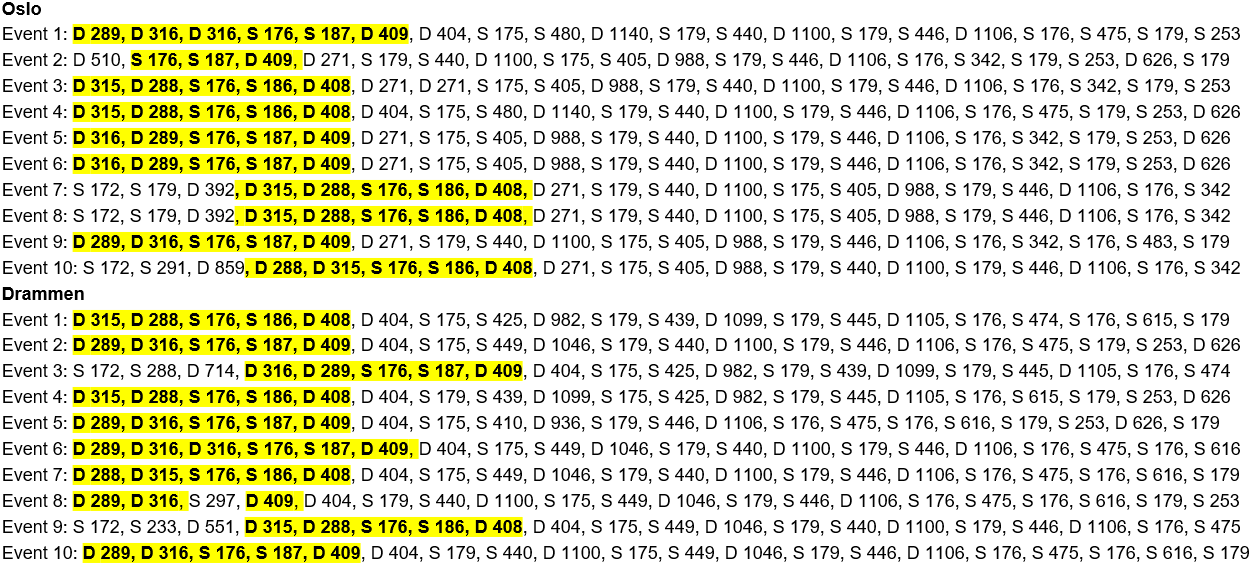 Oslo
Event 1: D 289, D 316, D 316, S 176, S 187, D 409, D 404, S 175, S 480, D 1140, S 179, S 440, D 1100, S 179, S 446, D 1106, S 176, S 475, S 179, S 253
Event 2: D 510, S 176, S 187, D 409, D 271, S 179, S 440, D 1100, S 175, S 405, D 988, S 179, S 446, D 1106, S 176, S 342, S 179, S 253, D 626, S 179
Event 3: D 315, D 288, S 176, S 186, D 408, D 271, D 271, S 175, S 405, D 988, S 179, S 440, D 1100, S 179, S 446, D 1106, S 176, S 342, S 179, S 253
Event 4: D 315, D 288, S 176, S 186, D 408, D 404, S 175, S 480, D 1140, S 179, S 440, D 1100, S 179, S 446, D 1106, S 176, S 475, S 179, S 253, D 626
Event 5: D 316, D 289, S 176, S 187, D 409, D 271, S 175, S 405, D 988, S 179, S 440, D 1100, S 179, S 446, D 1106, S 176, S 342, S 179, S 253, D 626
Event 6: D 316, D 289, S 176, S 187, D 409, D 271, S 175, S 405, D 988, S 179, S 440, D 1100, S 179, S 446, D 1106, S 176, S 342, S 179, S 253, D 626
Event 7: S 172, S 179, D 392, D 315, D 288, S 176, S 186, D 408, D 271, S 179, S 440, D 1100, S 175, S 405, D 988, S 179, S 446, D 1106, S 176, S 342
Event 8: S 172, S 179, D 392, D 315, D 288, S 176, S 186, D 408, D 271, S 179, S 440, D 1100, S 175, S 405, D 988, S 179, S 446, D 1106, S 176, S 342
Event 9: D 289, D 316, S 176, S 187, D 409, D 271, S 179, S 440, D 1100, S 175, S 405, D 988, S 179, S 446, D 1106, S 176, S 342, S 176, S 483, S 179
Event 10: S 172, S 291, D 859, D 288, D 315, S 176, S 186, D 408, D 271, S 175, S 405, D 988, S 179, S 440, D 1100, S 179, S 446, D 1106, S 176, S 342
Drammen
Event 1: D 315, D 288, S 176, S 186, D 408, D 404, S 175, S 425, D 982, S 179, S 439, D 1099, S 179, S 445, D 1105, S 176, S 474, S 176, S 615, S 179
Event 2: D 289, D 316, S 176, S 187, D 409, D 404, S 175, S 449, D 1046, S 179, S 440, D 1100, S 179, S 446, D 1106, S 176, S 475, S 179, S 253, D 626
Event 3: S 172, S 288, D 714, D 316, D 289, S 176, S 187, D 409, D 404, S 175, S 425, D 982, S 179, S 439, D 1099, S 179, S 445, D 1105, S 176, S 474
Event 4: D 315, D 288, S 176, S 186, D 408, D 404, S 179, S 439, D 1099, S 175, S 425, D 982, S 179, S 445, D 1105, S 176, S 615, S 179, S 253, D 626
Event 5: D 289, D 316, S 176, S 187, D 409, D 404, S 175, S 410, D 936, S 179, S 446, D 1106, S 176, S 475, S 176, S 616, S 179, S 253, D 626, S 179
Event 6: D 289, D 316, D 316, S 176, S 187, D 409, D 404, S 175, S 449, D 1046, S 179, S 440, D 1100, S 179, S 446, D 1106, S 176, S 475, S 176, S 616
Event 7: D 288, D 315, S 176, S 186, D 408, D 404, S 175, S 449, D 1046, S 179, S 440, D 1100, S 179, S 446, D 1106, S 176, S 475, S 176, S 616, S 179
Event 8: D 289, D 316, S 297, D 409, D 404, S 179, S 440, D 1100, S 175, S 449, D 1046, S 179, S 446, D 1106, S 176, S 475, S 176, S 616, S 179, S 253
Event 9: S 172, S 233, D 551, D 315, D 288, S 176, S 186, D 408, D 404, S 175, S 449, D 1046, S 179, S 440, D 1100, S 179, S 446, D 1106, S 176, S 475
Event 10: D 289, D 316, S 176, S 187, D 409, D 404, S 179, S 440, D 1100, S 175, S 449, D 1046, S 179, S 446, D 1106, S 176, S 475, S 176, S 616, S 179